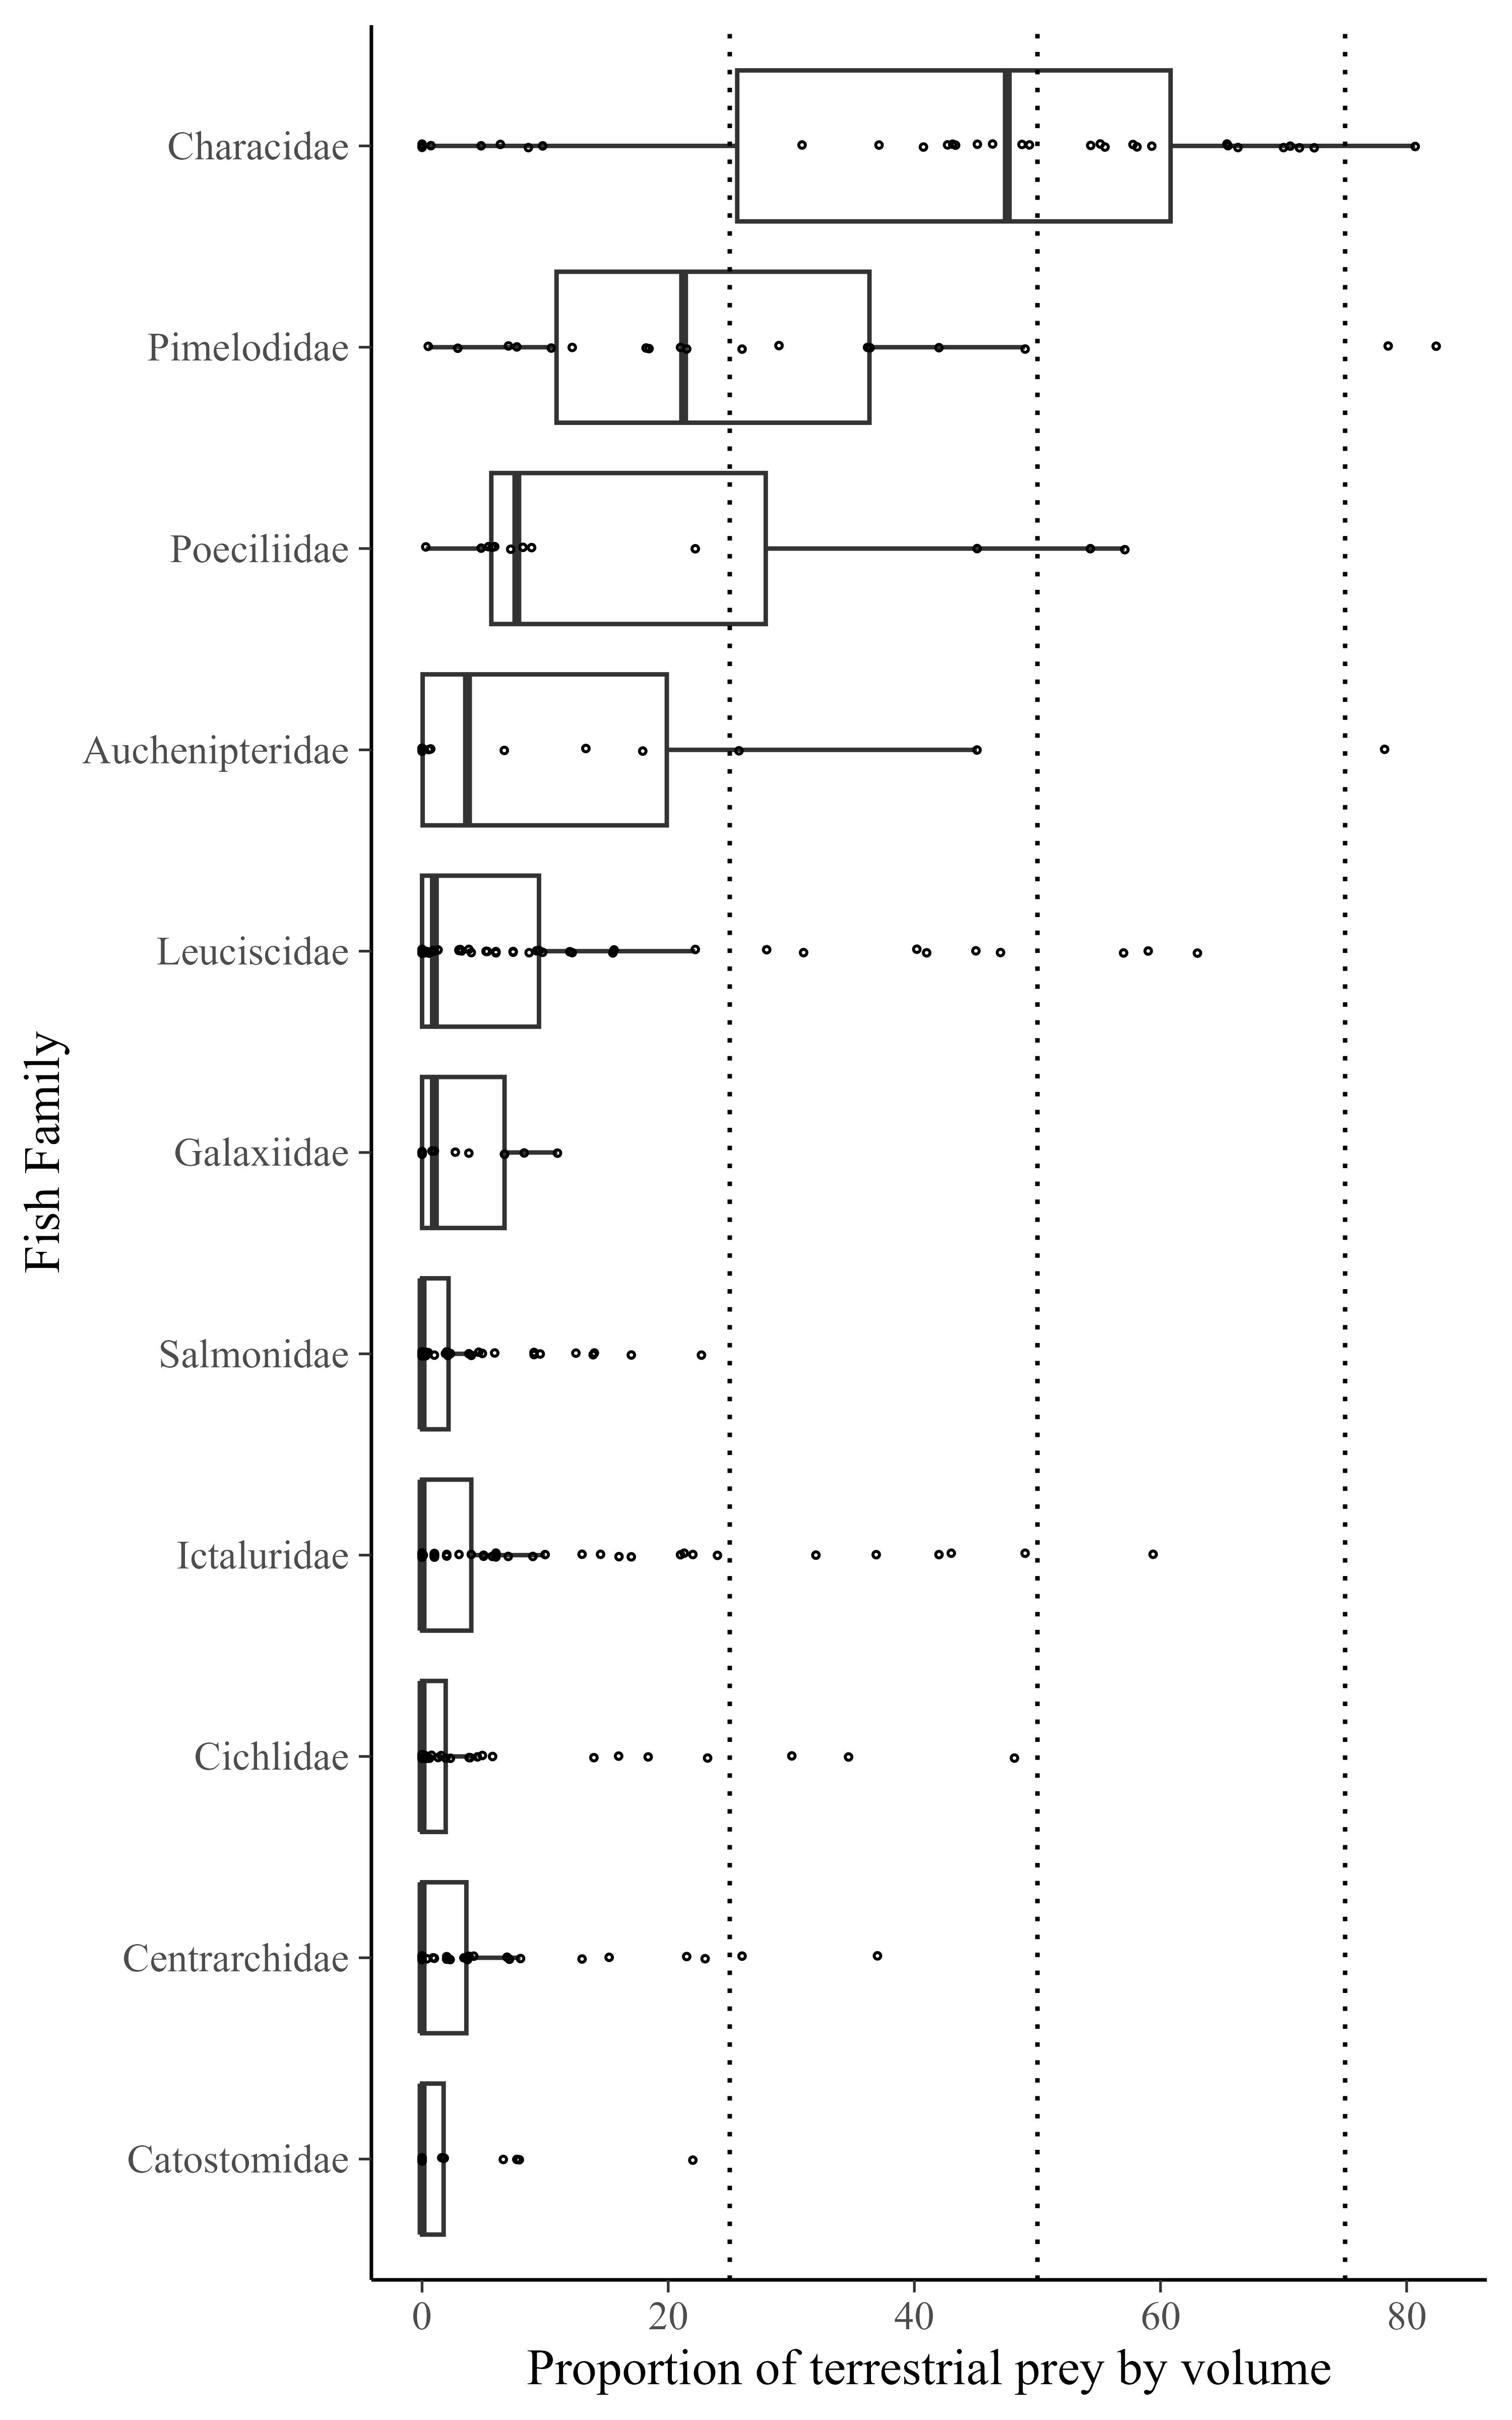 Characidae
Pimelodidae
Poeciliidae
Auchenipteridae
Leuciscidae
Galaxiidae
Salmonidae
Ictaluridae
Cichlidae
Centrarchidae
Catostomidae
Fish Family
0 20 40 60 80
Proportion of terrestrial prey by volume